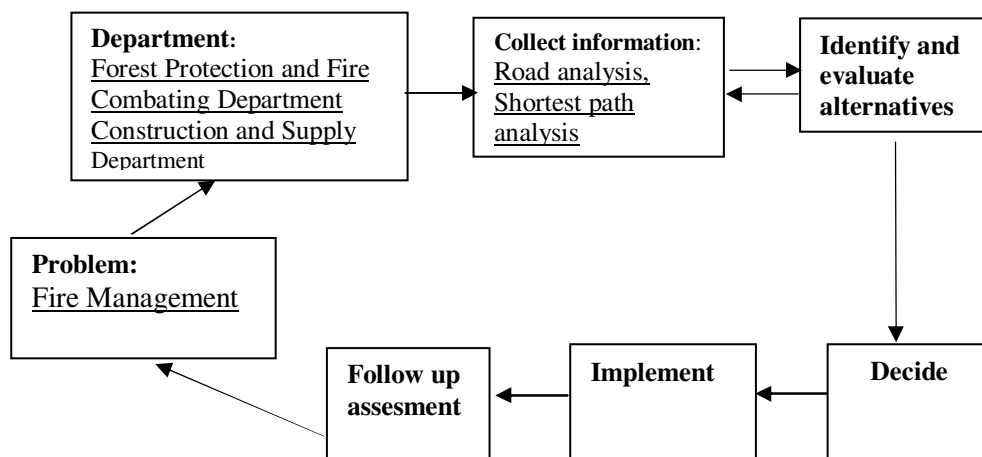 Department:
Forest Protection and Fire
Combating Department
Construction and Supply
Department
Collect information:
Road analysis,
Shortest path
analysis
Identify and
evaluate
alternatives
Problem:
Fire Management
Follow up
assesment
Implement
Decide